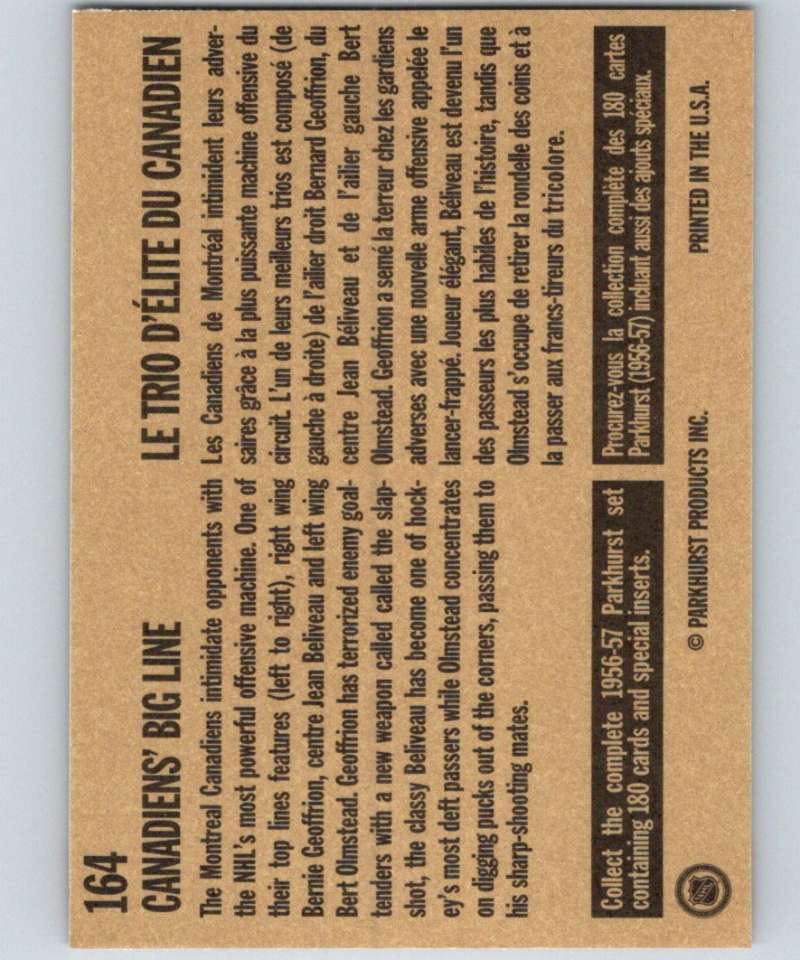 164
CANADIENS' BIG LINE
The Montreal Canadiens intimidate opponents with
the NHL's most powerful offensive machine. One of
their top lines features (left to right), right wing
Bernie Geoffrion, centre Jean Beliveau and left wing
Bert Olmstead. Geoffrion has terrorized enemy goal-
tenders with a new weapon called called the slap-
shot, the classy Beliveau has become one of hock-
ey's most deft passers while Olmstead concentrates
on digging pucks out of the corners, passing them to
his sharp-shooting mates.
LE TRIO D'ÉLITE DU CANADIEN
Les Canadiens de Montréal intimident leurs adver-
saires grâce à la plus puissante machine offensive du
circuit. L'un de leurs meilleurs trios est composé (de
gauche à droite) de l'ailier droit Bernard Geoffrion, du
centre Jean Béliveau et de l'ailier gauche Bert
Olmstead. Geoffrion a semé la terreur chez les gardiens
adverses avec une nouvelle arme offensive appelée le
lancer-frappé. Joueur élégant, Béliveau est devenu l'un
des passeurs les plus habiles de l'histoire, tandis que
Olmstead s'occupe de retirer la rondelle des coins et à
la passer aux francs-tireurs du tricolore.
Collect the complete 1956-57 Parkhurst set
containing 180 cards and special inserts.
Procurez-vous la collection complète des 180 cartes
Parkhurst (1956-57) incluant aussi des ajouts spéciaux.
NHL
© PARKHURST PRODUCTS INC.
PRINTED IN THE U.S.A.